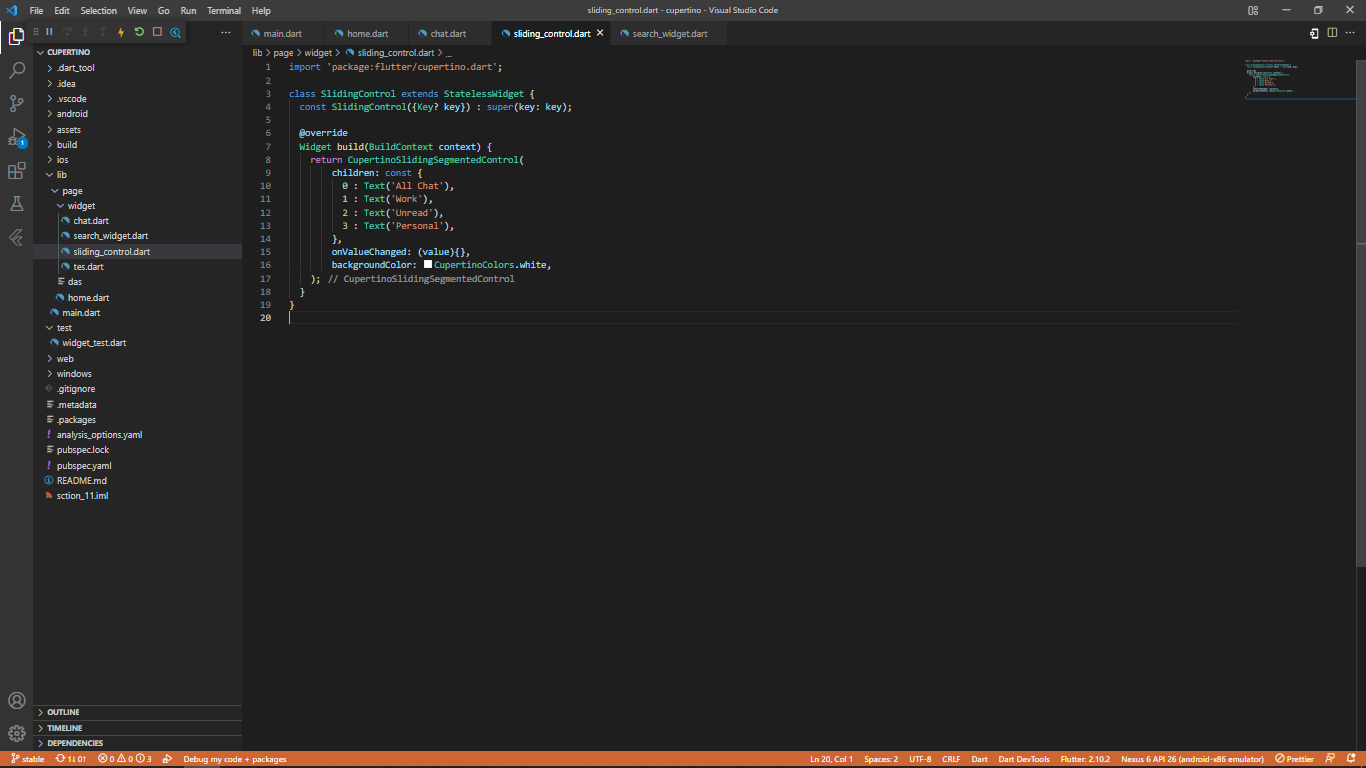 File Edit Selection View Go Run Terminal Help
sliding_control.dart - cupertino - Visual Studio Code
main.dart
home.dart
chat.dart
sliding_control.dart
search_widget.dart
CUPERTINO
.dart_tool
.idea
.vscode
android
assets
build
ios
lib
page
widget
chat.dart
search_widget.dart
sliding_control.dart
tes.dart
das
home.dart
main.dart
test
widget_test.dart
web
windows
.gitignore
.metadata
.packages
analysis_options.yaml
pubspec.lock
pubspec.yaml
README.md
sction_11.iml
OUTLINE
TIMELINE
DEPENDENCIES
1
lib > page > widget > sliding_control.dart > ...
1 import 'package:flutter/cupertino.dart';
2
3 class SlidingControl extends StatelessWidget {
4 const SlidingControl({Key? key}) : super(key: key);
5
6 @override
7 Widget build(BuildContext context) {
8 return CupertinoSlidingSegmentedControl(
9 children: const {
10 0 : Text('All Chat'),
11 1 : Text('Work'),
12 2 : Text('Unread'),
13 3 : Text('Personal'),
14 },
15 onValueChanged: (value){},
16 backgroundColor: CupertinoColors.white,
17 ); // CupertinoSlidingSegmentedControl
18 }
19 }
20
stable 1↓ 0↑ 0 0 3 Debug my code + packages
Ln 20, Col 1 Spaces: 2 UTF-8 CRLF Dart Dart DevTools Flutter: 2.10.2 Nexus 6 API 26 (android-x86 emulator) Prettier